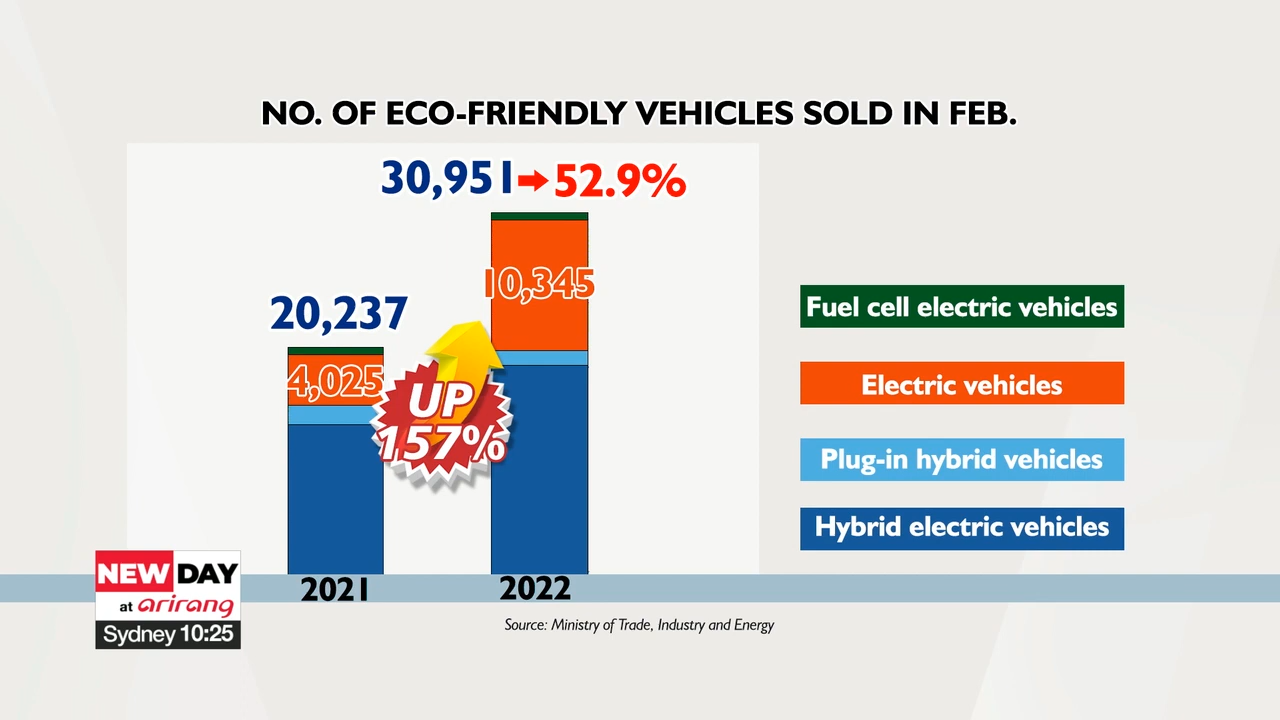 NO. OF ECO-FRIENDLY VEHICLES SOLD IN FEB.
30,951 52.9%
10,345
20,237
4,025
UP
157%
Fuel cell electric vehicles
Electric vehicles
Plug-in hybrid vehicles
Hybrid electric vehicles
2021
2022
Source: Ministry of Trade, Industry and Energy
NEW DAY
at arirang
Sydney 10:25